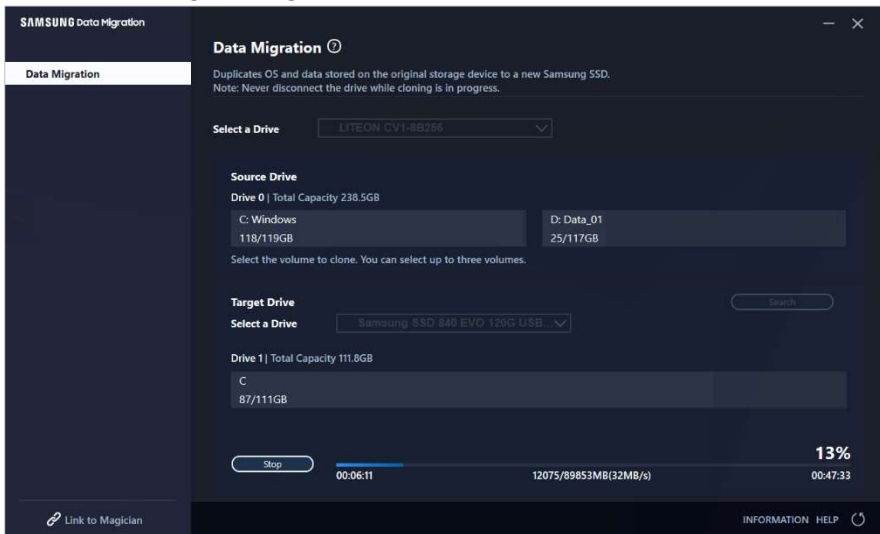 SAMSUNG Data Migration
Data Migration
Data Migration ?
Duplicates OS and data stored on the original storage device to a new Samsung SSD.
Note: Never disconnect the drive while cloning is in progress.
Select a Drive LITEON CV1-8B256
Source Drive
Drive 0 | Total Capacity 238.5GB
C: Windows D: Data_01
118/119GB 25/117GB
Select the volume to clone. You can select up to three volumes.
Target Drive Search
Select a Drive Samsung SSD 840 EVO 120G USB...
Drive 1 | Total Capacity 111.8GB
C
87/111GB
13%
Stop
00:06:11 12075/89853MB(32MB/s) 00:47:33
Link to Magician INFORMATION HELP